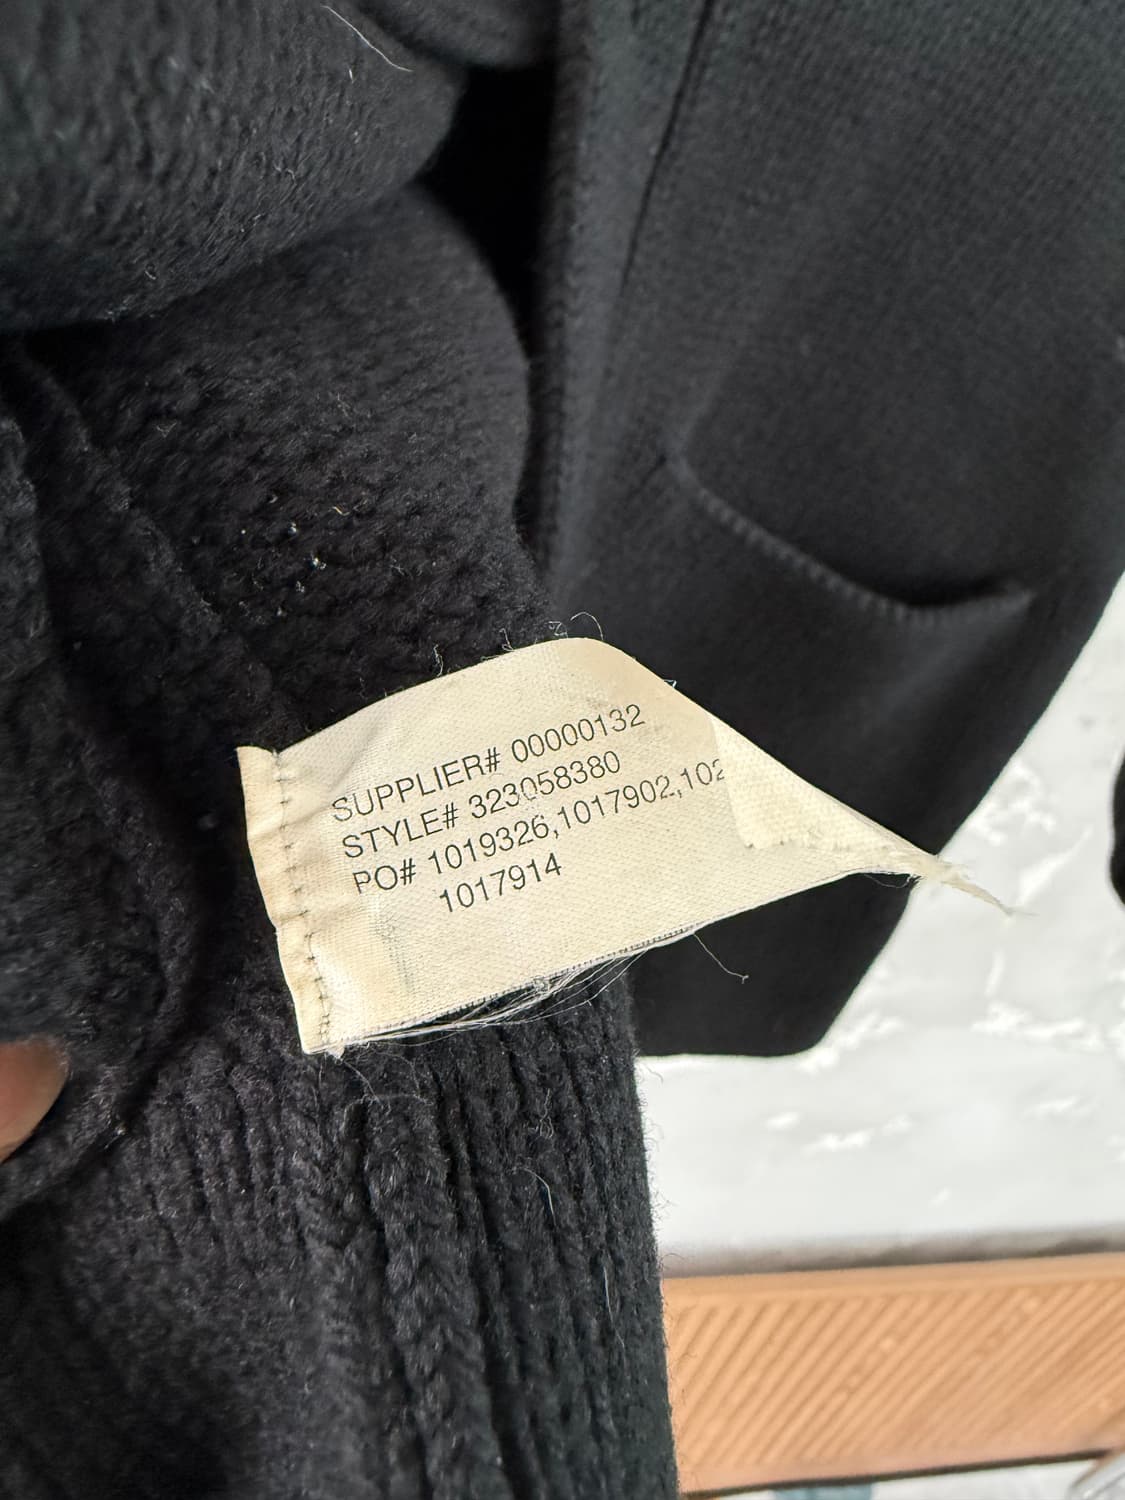 SUPPLIER# 00000132
STYLE# 323058380
PO# 1019326,1017902,102
1017914